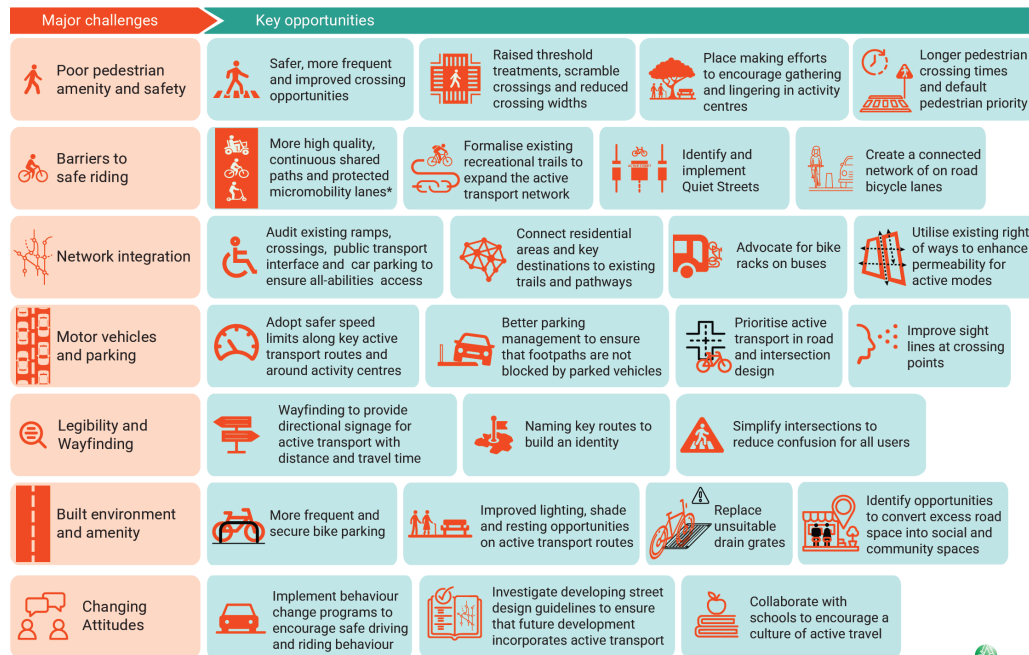 Major challenges
Key opportunities
Poor pedestrian
amenity and safety
Safer, more frequent
and improved crossing
opportunities
Raised threshold
treatments, scramble
crossings and reduced
crossing widths
Place making efforts
to encourage gathering
and lingering in activity
centres
Longer pedestrian
crossing times
and default
pedestrian priority
Barriers to
safe riding
More high quality,
continuous shared
paths and protected
micromobility lanes*
Formalise existing
recreational trails to
expand the active
transport network
Identify and
implement
Quiet Streets
Create a connected
network of on road
bicycle lanes
Network integration
Audit existing ramps,
crossings, public transport
interface and car parking to
ensure all-abilities access
Connect residential
areas and key
destinations to existing
trails and pathways
Advocate for bike
racks on buses
Utilise existing right
of ways to enhance
permeability for
active modes
Motor vehicles
and parking
Adopt safer speed
limits along key active
transport routes and
around activity centres
Better parking
management to ensure
that footpaths are not
blocked by parked vehicles
Prioritise active
transport in road
and intersection
design
Improve sight
lines at crossing
points
Legibility and
Wayfinding
Wayfinding to provide
directional signage for
active transport with
distance and travel time
Naming key routes to
build an identity
Simplify intersections to
reduce confusion for all users
Built environment
and amenity
More frequent and
secure bike parking
Improved lighting, shade
and resting opportunities
on active transport routes
Replace
unsuitable
drain grates
Identify opportunities
to convert excess road
space into social and
community spaces
Changing
Attitudes
Implement behaviour
change programs to
encourage safe driving
and riding behaviour
Investigate developing street
design guidelines to ensure
that future development
incorporates active transport
Collaborate with
schools to encourage a
culture of active travel